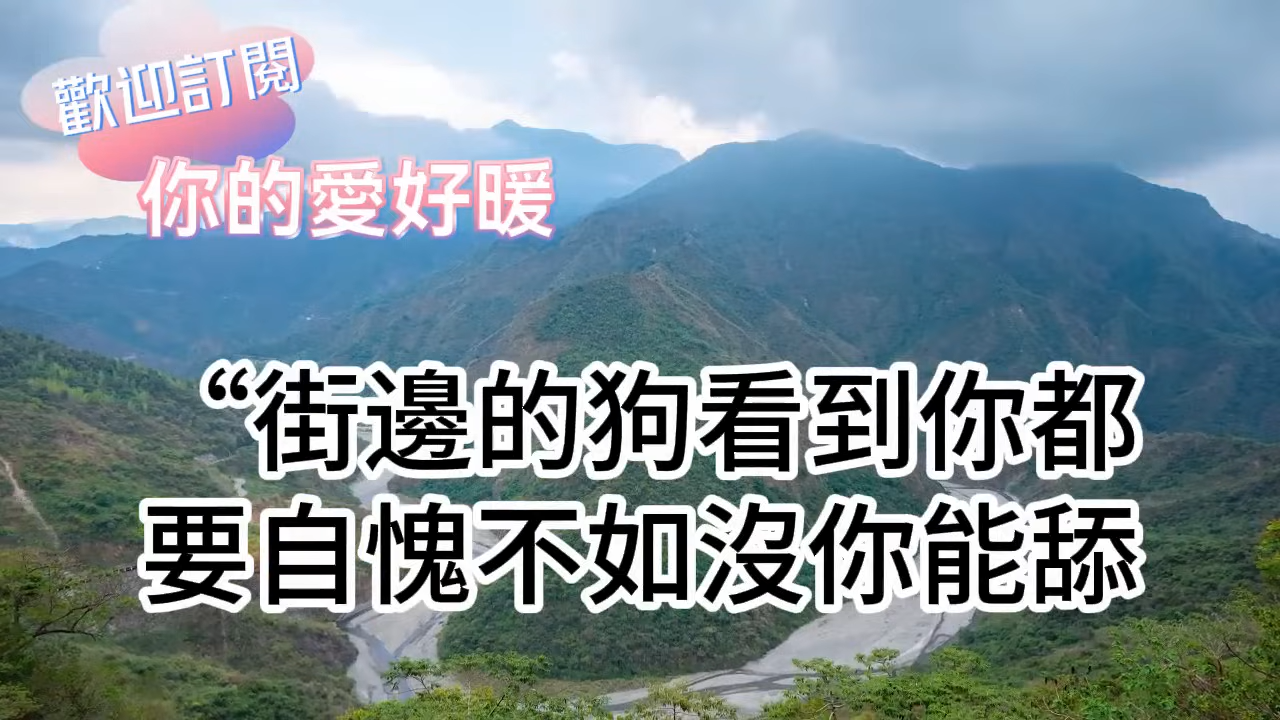 歡迎訂閱
你的愛好暖
“街邊的狗看到你都
要自愧不如沒你能舔